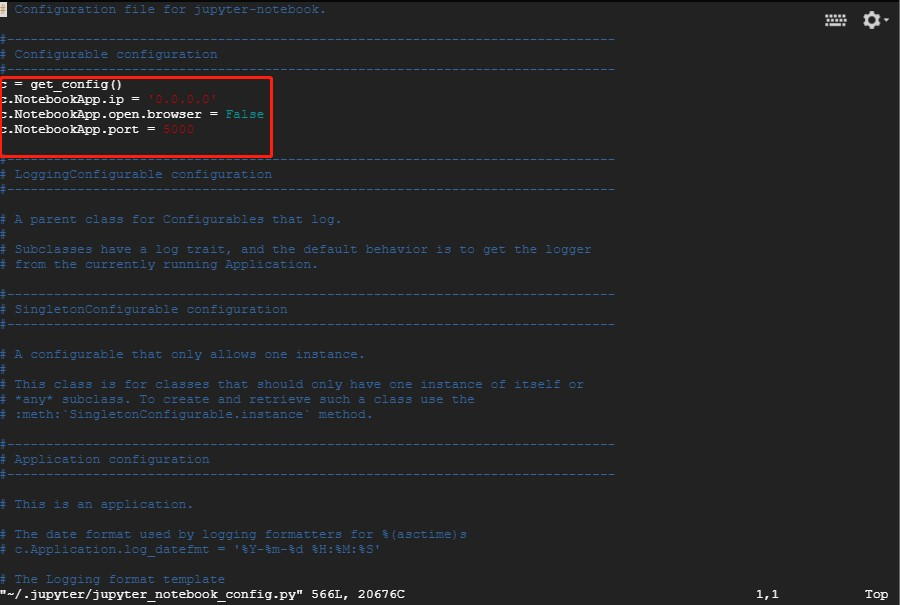 # Configuration file for jupyter-notebook.
#------------------------------------------------------------------------------
# Configurable configuration
#------------------------------------------------------------------------------
c = get_config()
c.NotebookApp.ip = '0.0.0.0'
c.NotebookApp.open.browser = False
c.NotebookApp.port = 5000
#------------------------------------------------------------------------------
# LoggingConfigurable configuration
#------------------------------------------------------------------------------
# A parent class for Configurables that log.
#
# Subclasses have a log trait, and the default behavior is to get the logger
# from the currently running Application.
#------------------------------------------------------------------------------
# SingletonConfigurable configuration
#------------------------------------------------------------------------------
# A configurable that only allows one instance.
#
# This class is for classes that should only have one instance of itself or
# *any* subclass. To create and retrieve such a class use the
# :meth:`SingletonConfigurable.instance` method.
#------------------------------------------------------------------------------
# Application configuration
#------------------------------------------------------------------------------
# This is an application.
# The date format used by logging formatters for %(asctime)s
# c.Application.log_datefmt = '%Y-%m-%d %H:%M:%S'
# The Logging format template
"~/.jupyter/jupyter_notebook_config.py" 566L, 20676C 1,1 Top